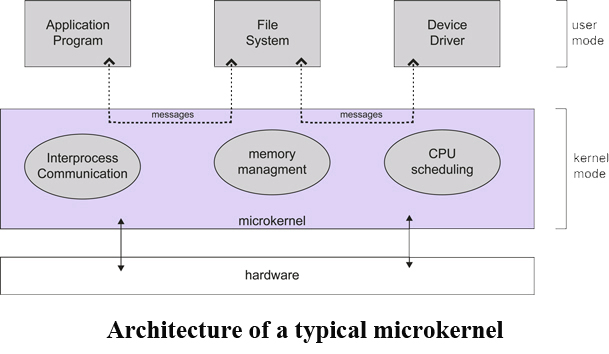 Application
Program
File
System
Device
Driver
user
mode
messages
messages
Interprocess
Communication
memory
managment
CPU
scheduling
kernel
mode
microkernel
hardware
Architecture of a typical microkernel